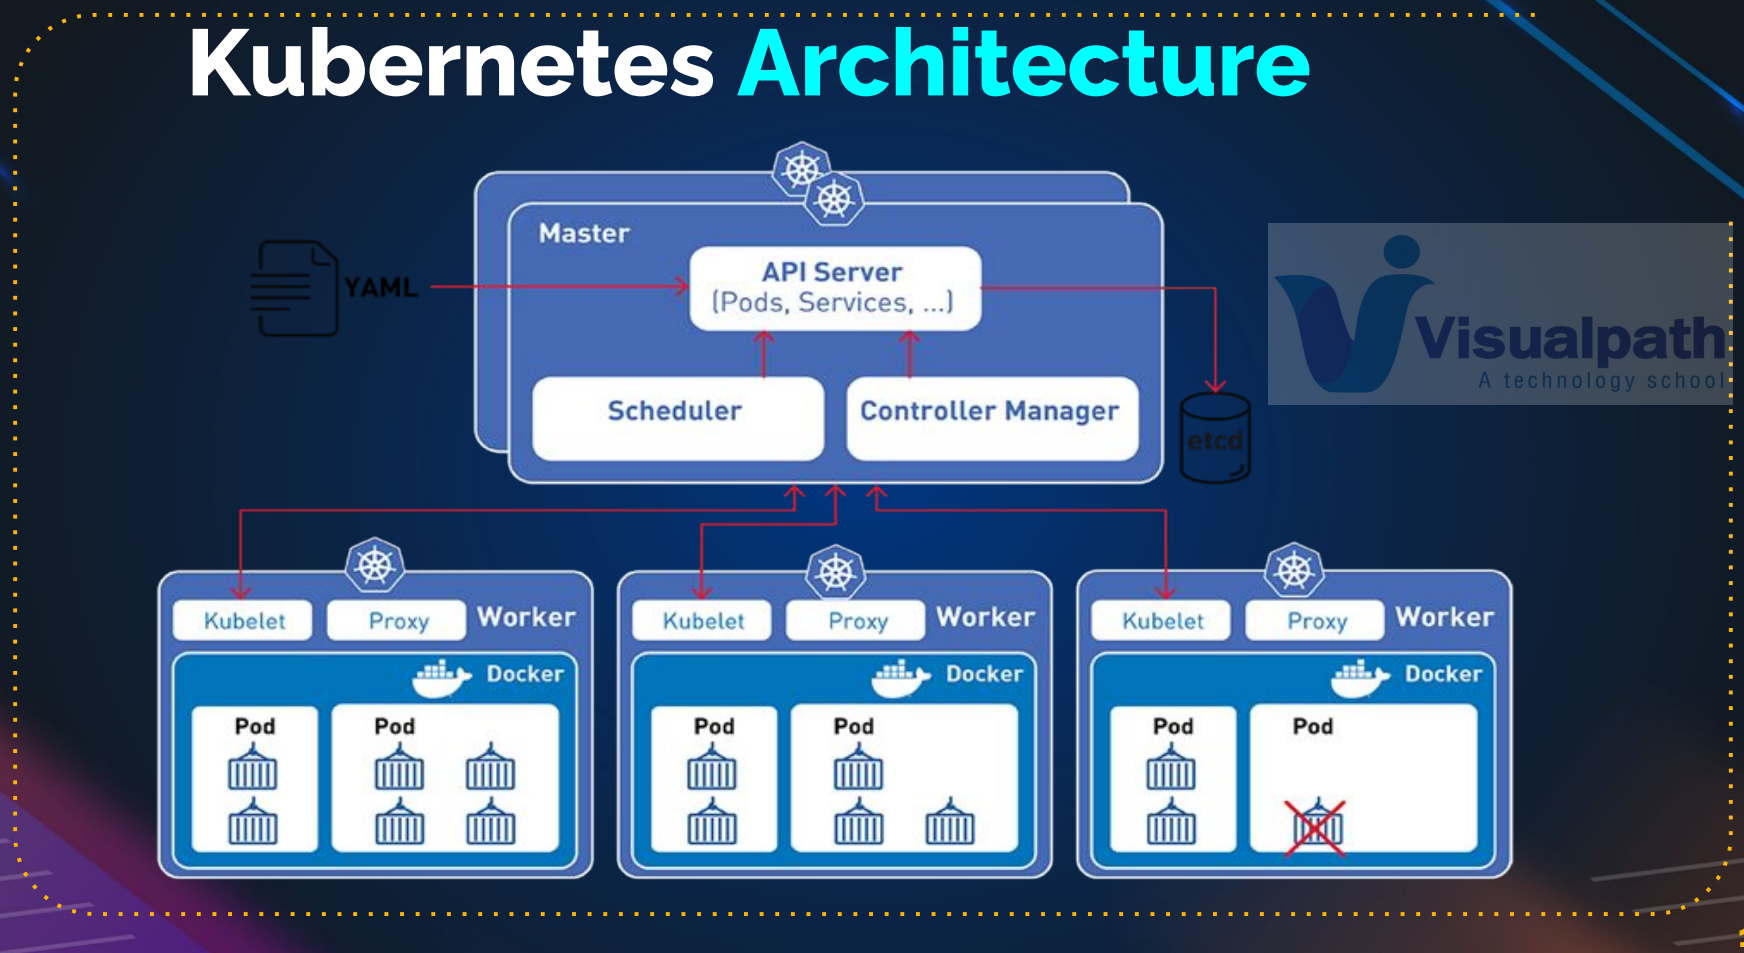 Kubernetes Architecture
Master
API Server
(Pods, Services, ...)
YAML
Scheduler
Controller Manager
etcd
Visualpath
A technology school
Kubelet
Proxy
Worker
Docker
Pod
Pod
Kubelet
Proxy
Worker
Docker
Pod
Pod
Kubelet
Proxy
Worker
Docker
Pod
Pod